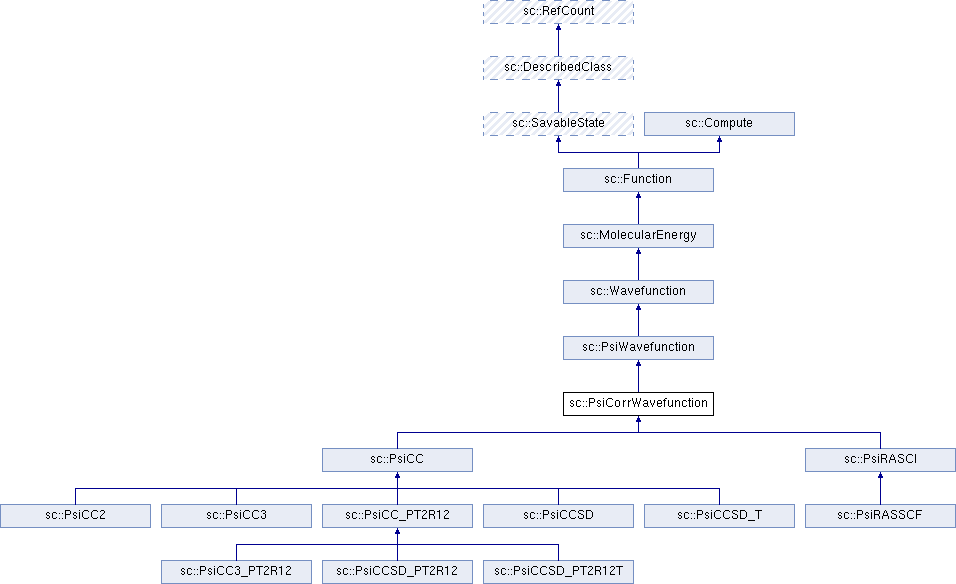 sc::RefCount
sc::DescribedClass
sc::SavableState
sc::Compute
sc::Function
sc::MolecularEnergy
sc::Wavefunction
sc::PsiWavefunction
sc::PsiCorrWavefunction
sc::PsiCC
sc::PsiRASCI
sc::PsiCC2
sc::PsiCC3
sc::PsiCC_PT2R12
sc::PsiCCSD
sc::PsiCCSD_T
sc::PsiRASSCF
sc::PsiCC3_PT2R12
sc::PsiCCSD_PT2R12
sc::PsiCCSD_PT2R12T